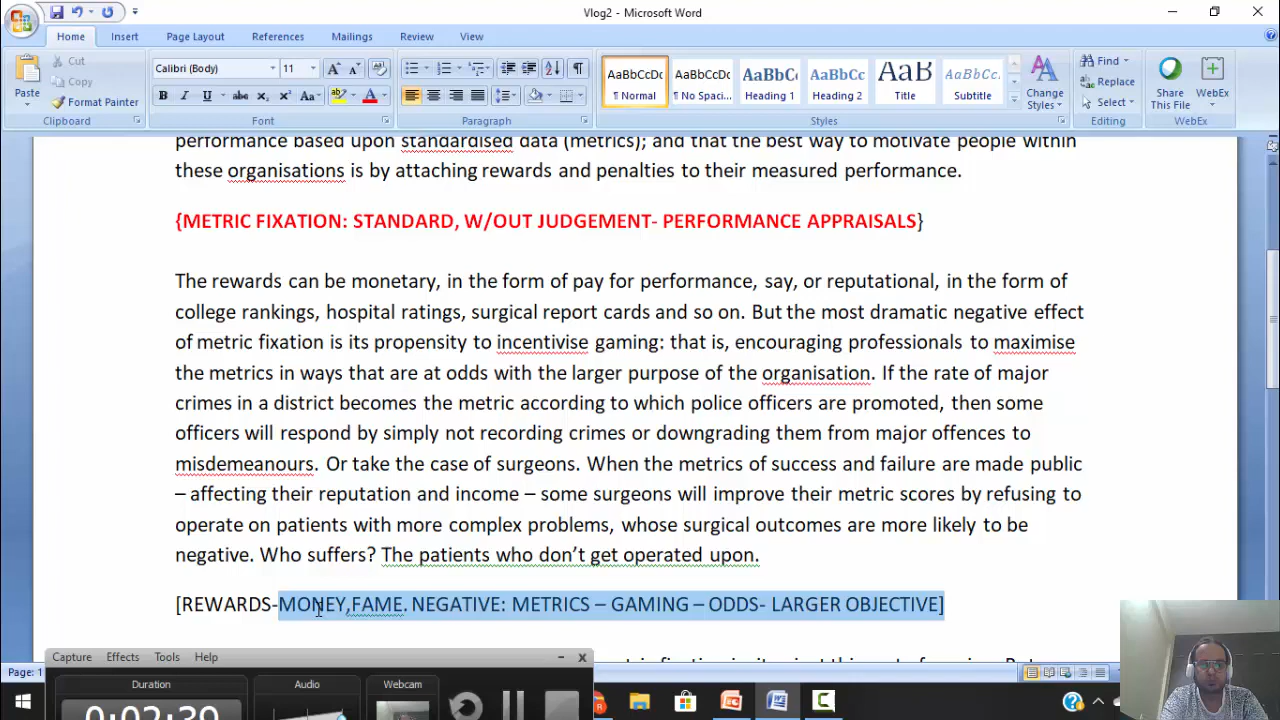 Vlog2 - Microsoft Word
Home Insert Page Layout References Mailings Review View
Paste
Cut
Copy
Format Painter
Clipboard
Calibri (Body) 11
Font
Paragraph
AaBbCcDc AaBbCcDc AaBbCc AaBbCc AaB AaBbCc.
¶ Normal ¶ No Spaci... Heading 1 Heading 2 Title Subtitle
Change Styles
Styles
Find
Replace
Select
Editing
Share This File
WebEx
WebEx
performance based upon standardised data (metrics); and that the best way to motivate people within
these organisations is by attaching rewards and penalties to their measured performance.
{METRIC FIXATION: STANDARD, W/OUT JUDGEMENT- PERFORMANCE APPRAISALS}
The rewards can be monetary, in the form of pay for performance, say, or reputational, in the form of
college rankings, hospital ratings, surgical report cards and so on. But the most dramatic negative effect
of metric fixation is its propensity to incentivise gaming: that is, encouraging professionals to maximise
the metrics in ways that are at odds with the larger purpose of the organisation. If the rate of major
crimes in a district becomes the metric according to which police officers are promoted, then some
officers will respond by simply not recording crimes or downgrading them from major offences to
misdemeanours. Or take the case of surgeons. When the metrics of success and failure are made public
– affecting their reputation and income – some surgeons will improve their metric scores by refusing to
operate on patients with more complex problems, whose surgical outcomes are more likely to be
negative. Who suffers? The patients who don’t get operated upon.
[REWARDS-MONEY,FAME. NEGATIVE: METRICS – GAMING – ODDS- LARGER OBJECTIVE]
Capture Effects Tools Help
Duration Audio Webcam
0:02:39
Page: 1